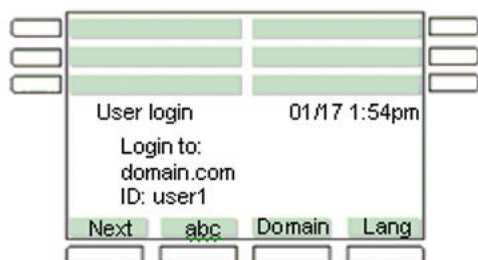 User login 01/17 1:54pm
Login to:
domain.com
ID: user1
Next abc Domain Lang